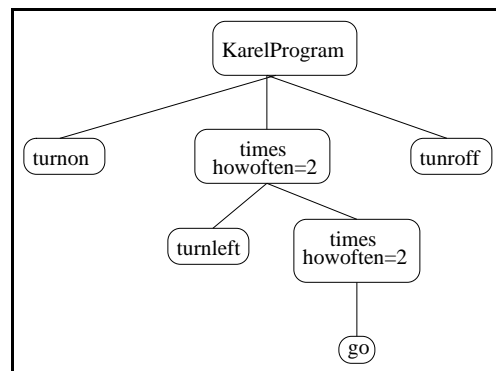 KarelProgram
turnon
times
howoften=2
tunroff
turnleft
times
howoften=2
go